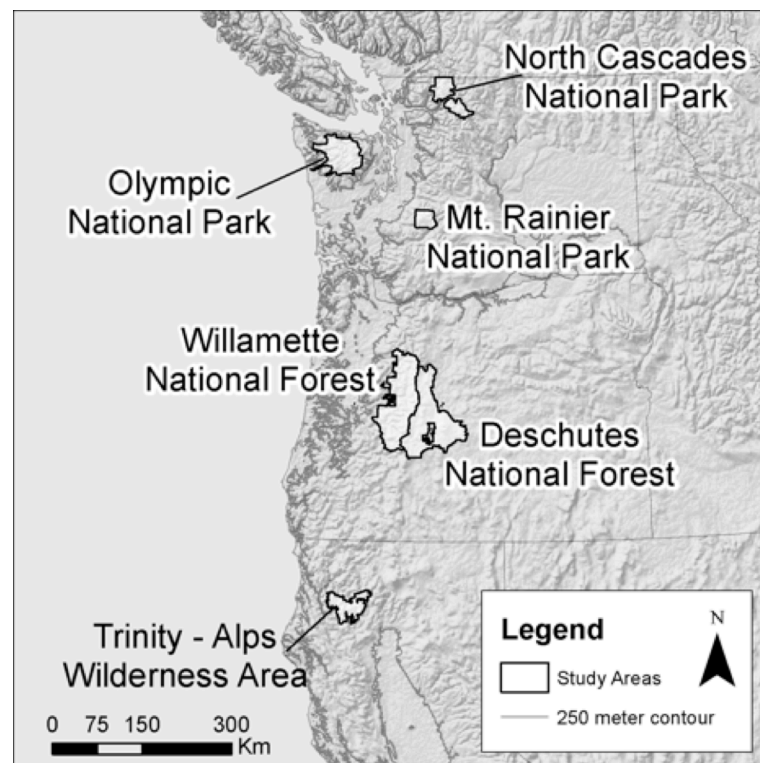 North Cascades
National Park
Olympic
National Park
Mt. Rainier
National Park
Willamette
National Forest
Deschutes
National Forest
Trinity - Alps
Wilderness Area
0 75 150 300
Km
Legend
Study Areas
250 meter contour
N